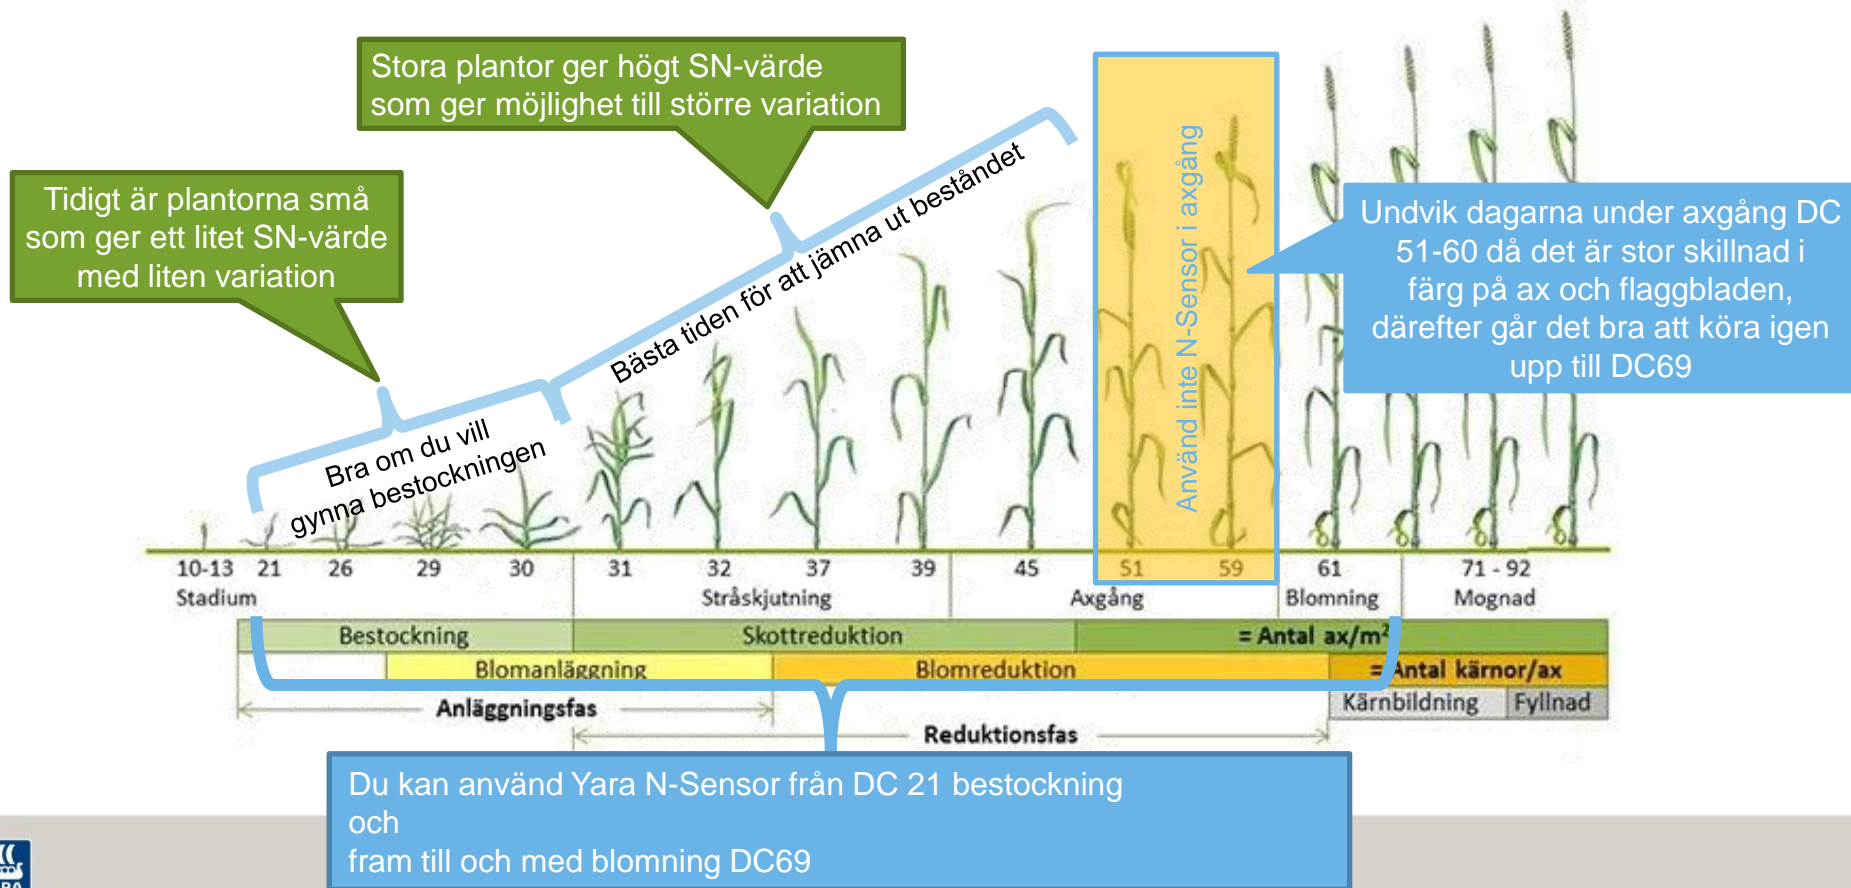 Stora plantor ger högt SN-värde
som ger möjlighet till större variation
Tidigt är plantorna små
som ger ett litet SN-värde
med liten variation
Bra om du vill
gynna bestockningen
Bästa tiden för att jämna ut beståndet
Använd inte N-Sensor i axgång
Undvik dagarna under axgång DC
51-60 då det är stor skillnad i
färg på ax och flaggbladen,
därefter går det bra att köra igen
upp till DC69
10-13 21 26 29 30 31 32 37 39 45 51 59 61 71 - 92
Stadium Stråskjutning Axgång Blomning Mognad
Bestockning Skottreduktion = Antal ax/m²
Blomanläggning Blomreduktion = Antal kärnor/ax
Anläggningsfas Kärnbildning Fyllnad
Reduktionsfas
Du kan använd Yara N-Sensor från DC 21 bestockning
och
fram till och med blomning DC69